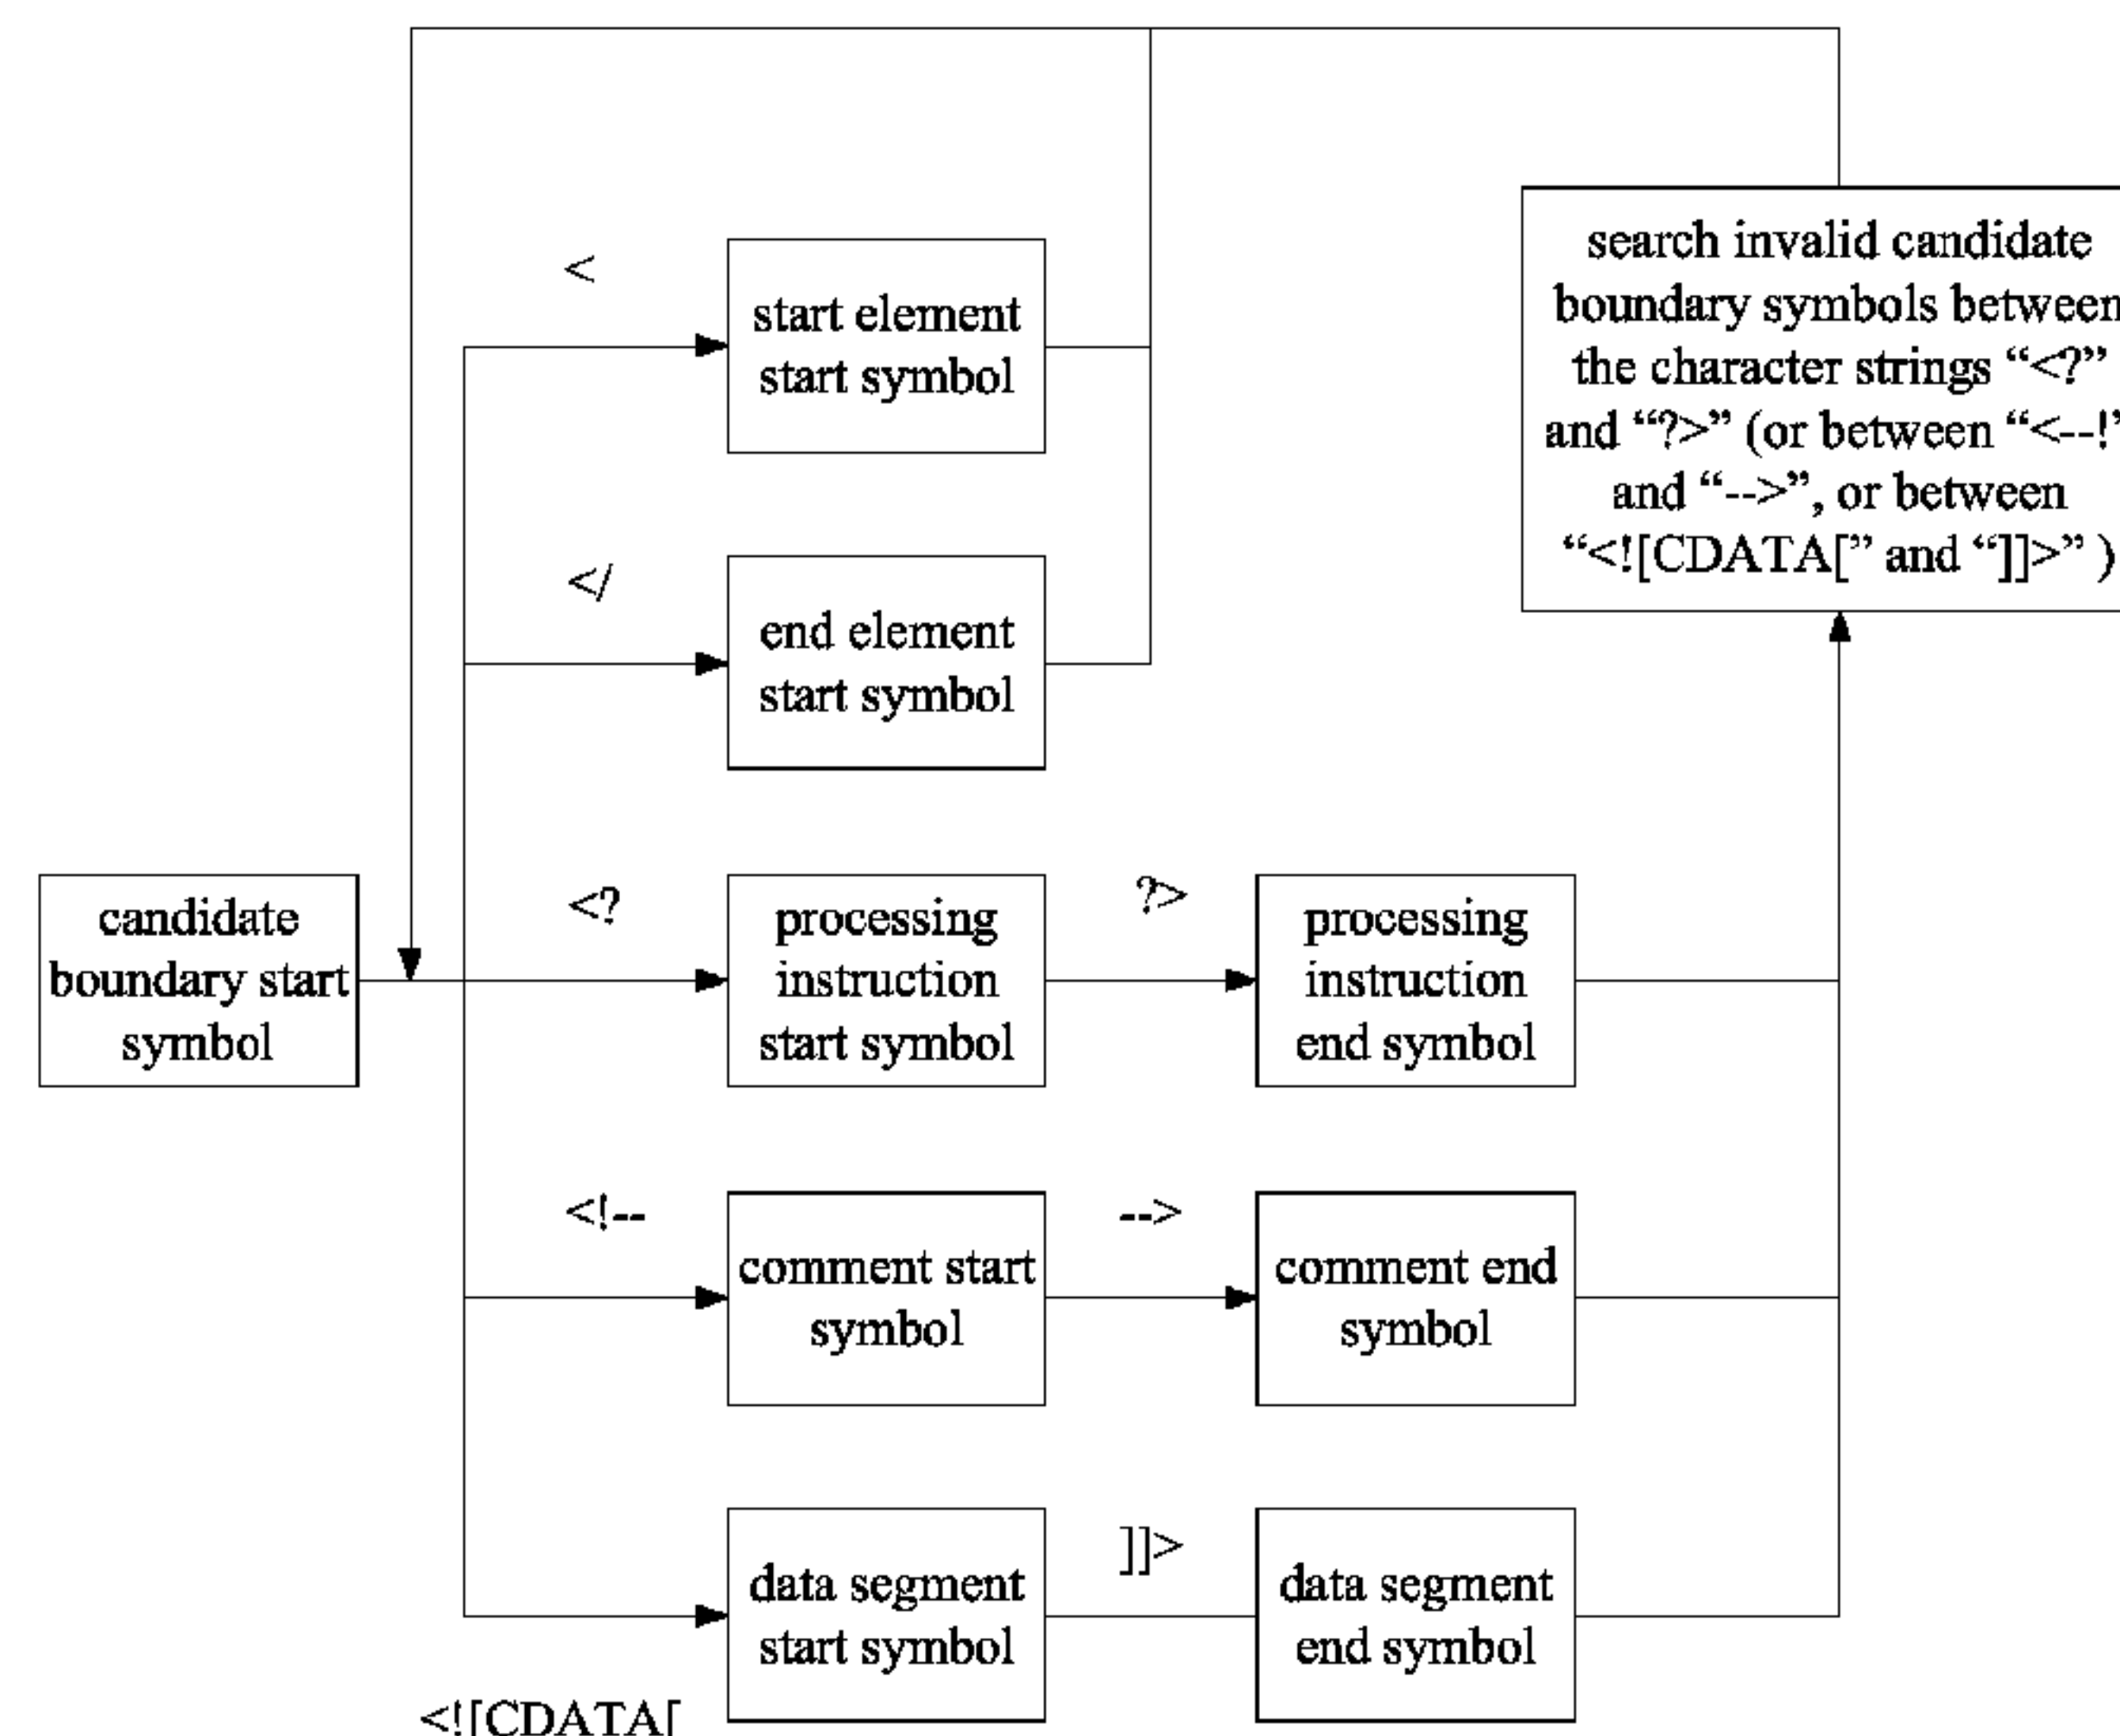 <
start element
start symbol
search invalid candidate
boundary symbols between
the character strings “<?”
and “?>” (or between “<--!”
and “-->”, or between
“<![CDATA[” and “]]>” )
</
end element
start symbol
candidate
boundary start
symbol
<?
processing
instruction
start symbol
?>
processing
instruction
end symbol
<!--
comment start
symbol
-->
comment end
symbol
<![CDATA[
data segment
start symbol
]]>
data segment
end symbol